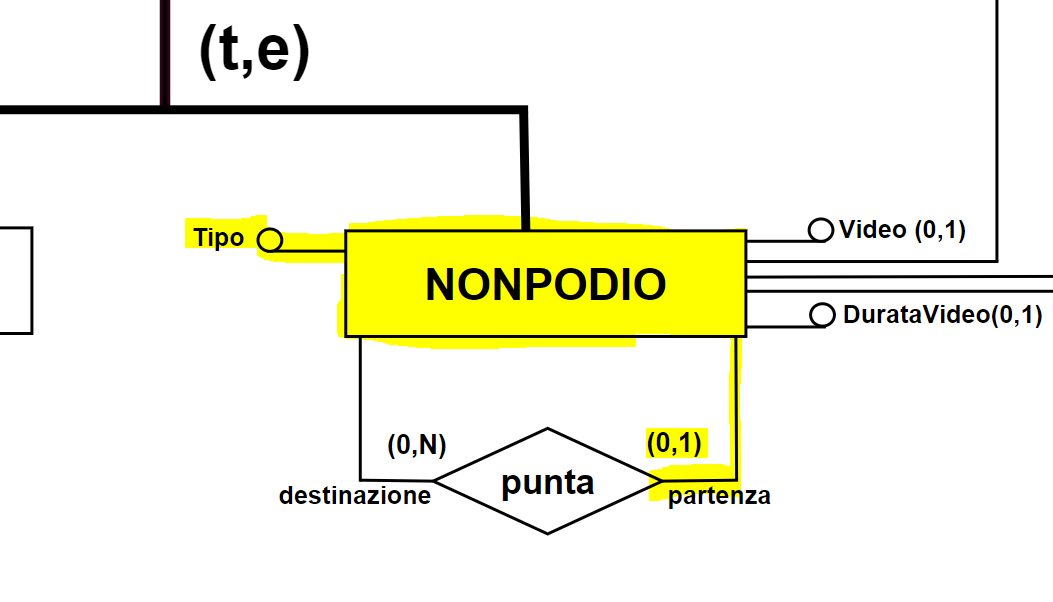 (t,e)
Tipo
Video (0,1)
NONPODIO
DurataVideo(0,1)
(0,N)
(0,1)
punta
destinazione
partenza